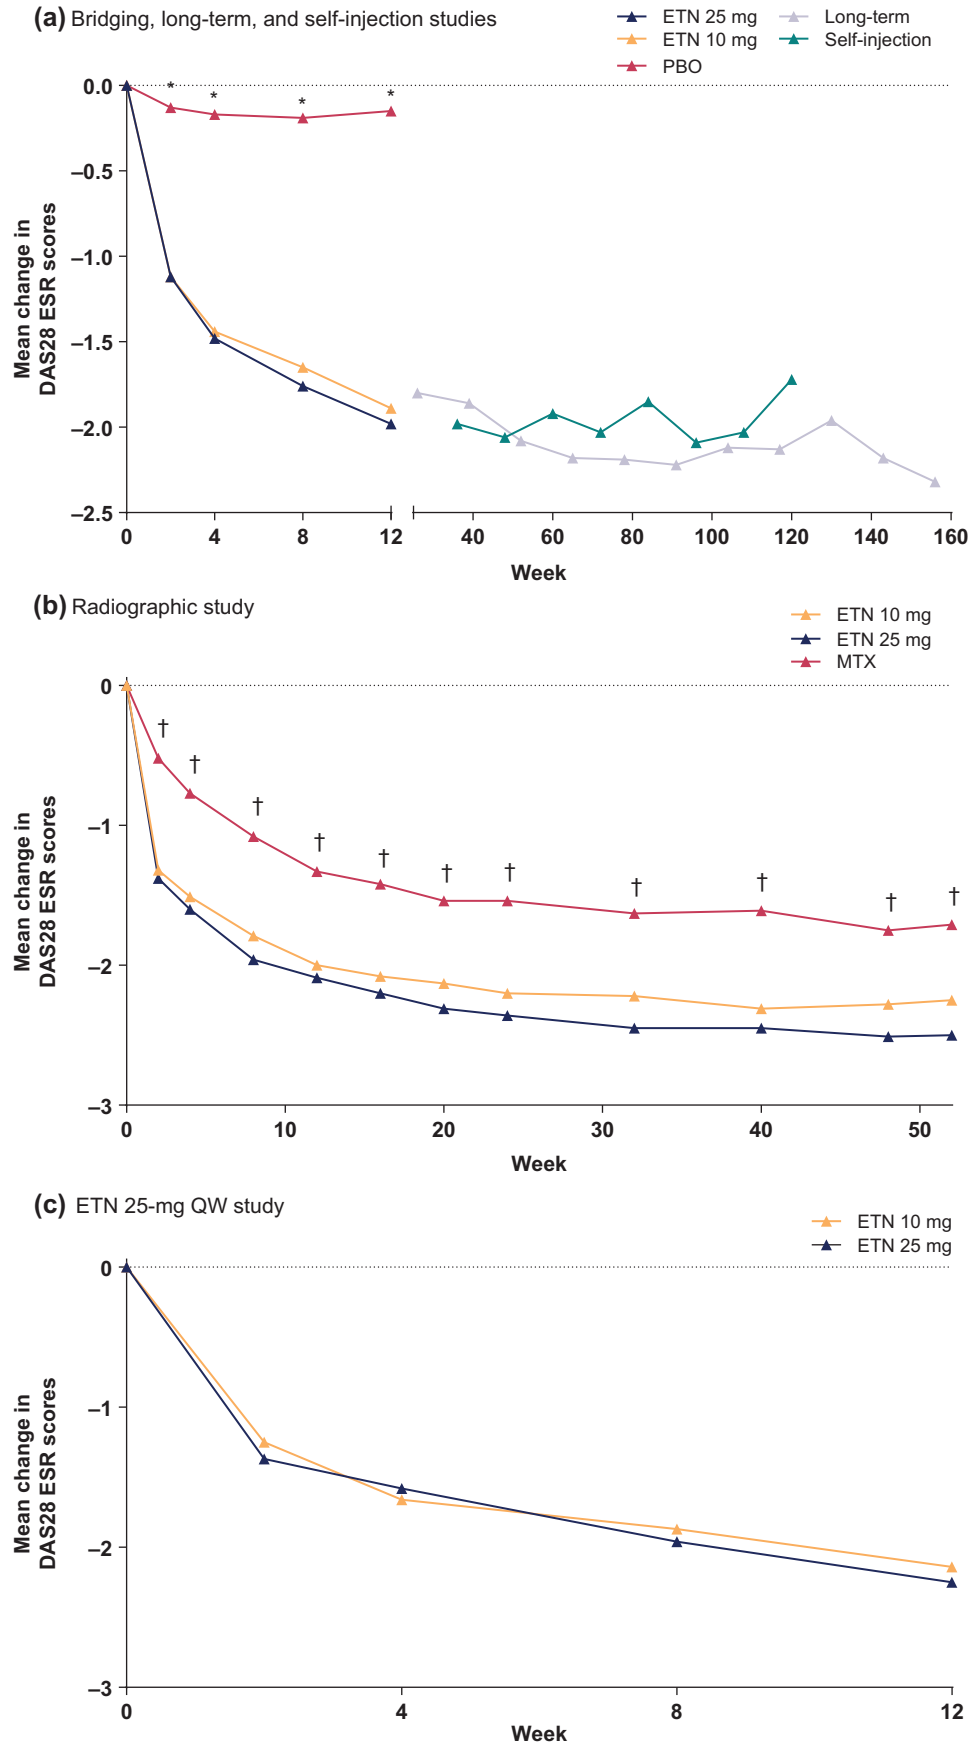 (a) Bridging, long-term, and self-injection studies
ETN 25 mg
ETN 10 mg
PBO
Long-term
Self-injection
Mean change in
DAS28 ESR scores
0.0
–0.5
–1.0
–1.5
–2.0
–2.5
* * * *
0 4 8 12 40 60 80 100 120 140 160
Week
(b) Radiographic study
ETN 10 mg
ETN 25 mg
MTX
Mean change in
DAS28 ESR scores
0
–1
–2
–3
† † † † † † † † † † †
0 10 20 30 40 50
Week
(c) ETN 25-mg QW study
ETN 10 mg
ETN 25 mg
Mean change in
DAS28 ESR scores
0
–1
–2
–3
0 4 8 12
Week